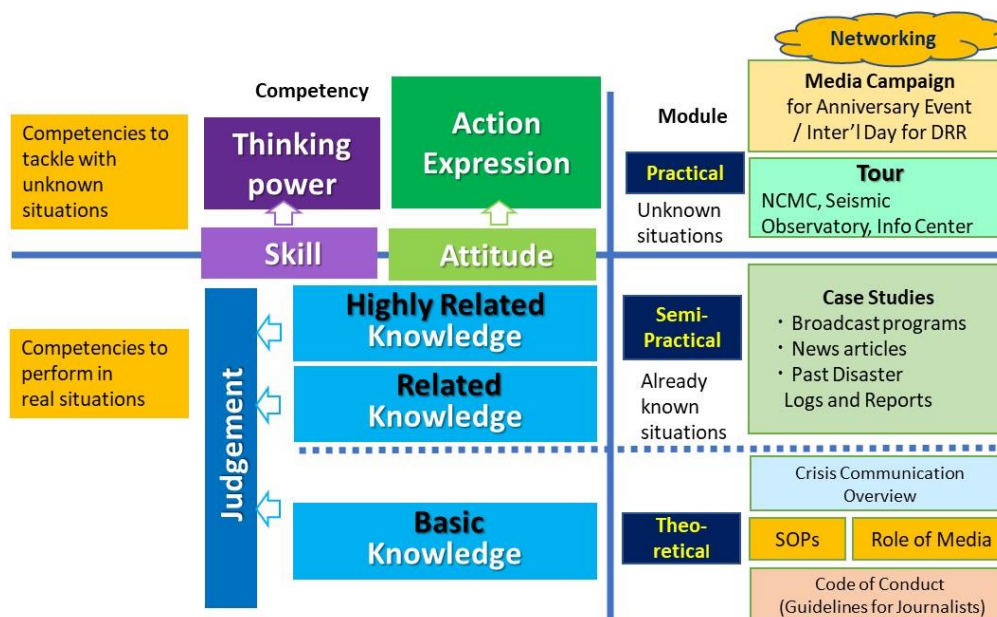 Networking
Competency
Module
Media Campaign
for Anniversary Event
/ Inter'l Day for DRR
Competencies to
tackle with
unknown
situations
Thinking
power
Action
Expression
Practical
Unknown
situations
Tour
NCMC, Seismic
Observatory, Info Center
Skill
Attitude
Competencies to
perform in
real situations
Judgement
Highly Related
Knowledge
Related
Knowledge
Basic
Knowledge
Semi-
Practical
Already
known
situations
Case Studies
・Broadcast programs
・News articles
・Past Disaster
Logs and Reports
Theo-
retical
Crisis Communication
Overview
SOPs
Role of Media
Code of Conduct
(Guidelines for Journalists)